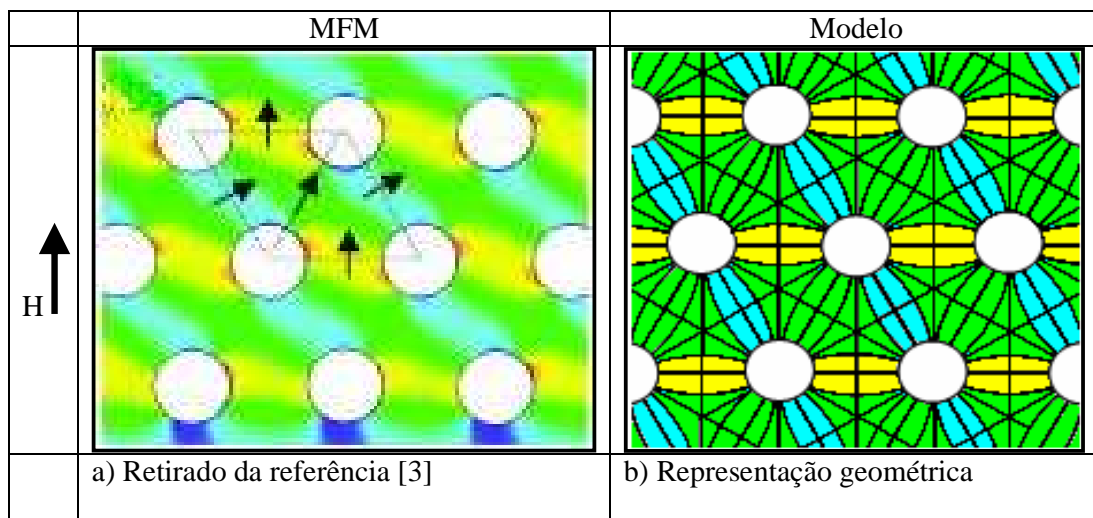 MFM
Modelo
H
a) Retirado da referência [3]
b) Representação geométrica